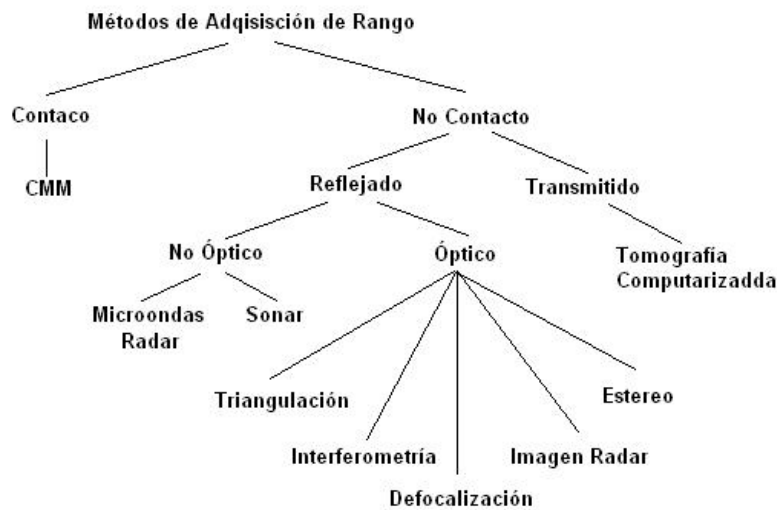 Métodos de Adqisisción de Rango
Contaco
No Contacto
CMM
Reflejado
Transmitido
No Óptico
Óptico
Tomografía
Computarizadda
Microondas
Radar
Sonar
Triangulación
Estereo
Interferometría
Imagen Radar
Defocalización